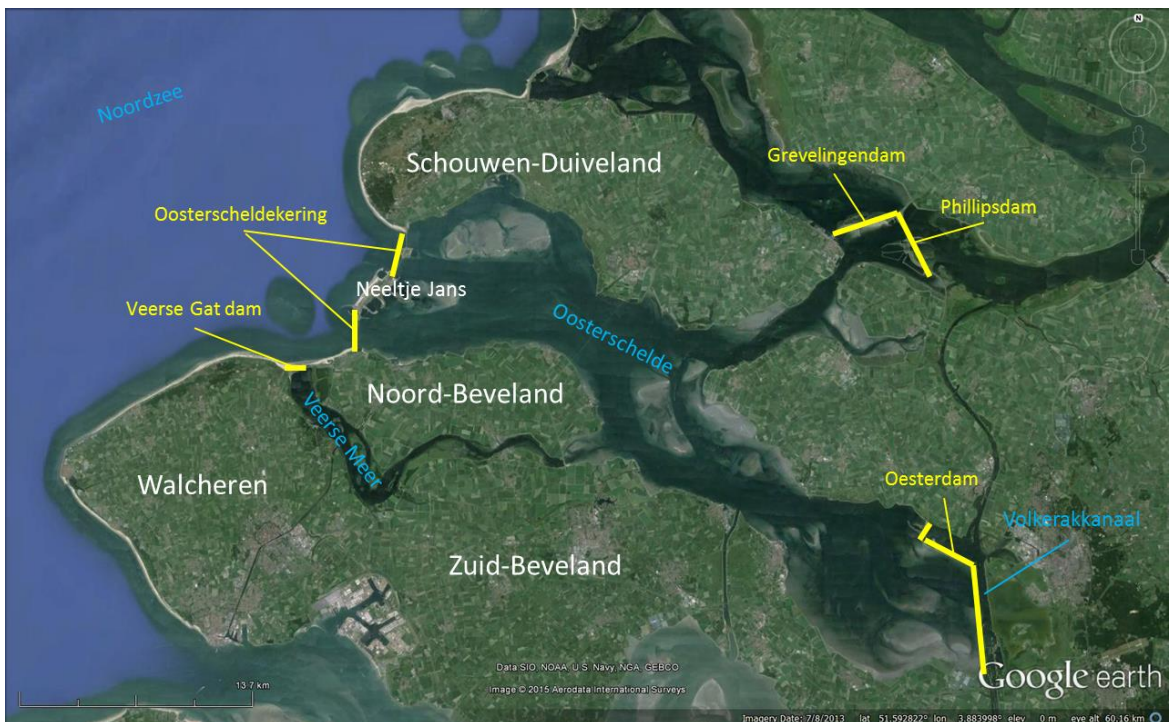 N
Noordzee
Schouwen-Duiveland
Grevelingendam
Phillipsdam
Oosterscheldekering
Neeltje Jans
Veerse Gat dam
Oosterschelde
Noord-Beveland
Veerse Meer
Walcheren
Oesterdam
Volkerakkanaal
Zuid-Beveland
Data SIO, NOAA, U.S. Navy, NGA, GEBCO
Image © 2015 Aerodata International Surveys
Google earth
13.7 km
Imagery Date: 7/8/2013 lat 51.592822° lon 3.883998° elev 0 m eye alt 60.16 km